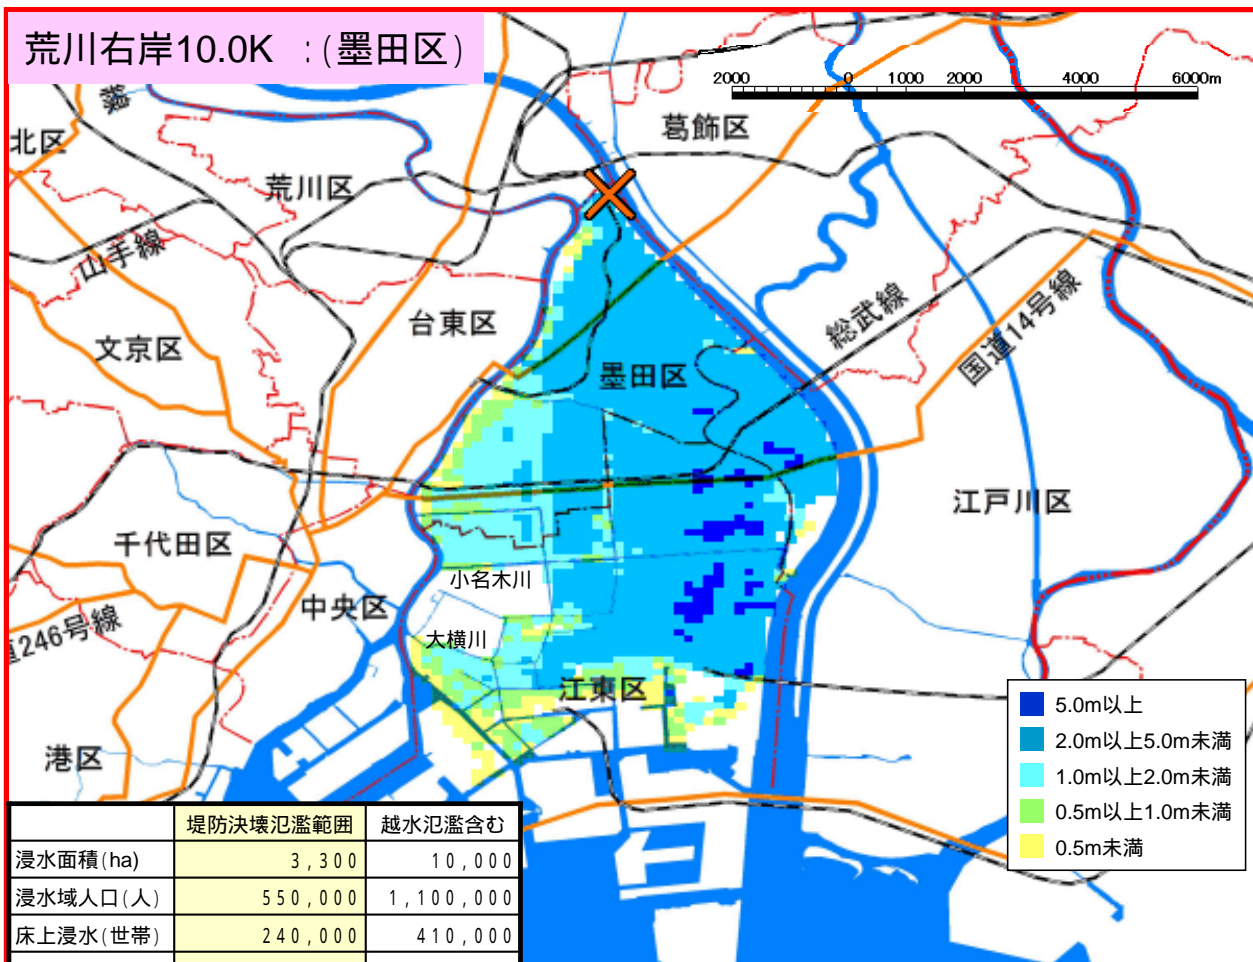 荒川右岸10.0K :(墨田区)
2000 0 1000 2000 4000 6000m
葛飾区
北区
荒川区
山手線
総武線
台東区
国道14号線
文京区
墨田区
江戸川区
千代田区
小名木川
中央区
道246号線
大横川
江東区
港区
5.0m以上
2.0m以上5.0m未満
1.0m以上2.0m未満
0.5m以上1.0m未満
0.5m未満
堤防決壊氾濫範囲 越水氾濫含む
浸水面積(ha) 3,300 10,000
浸水域人口(人) 550,000 1,100,000
床上浸水(世帯) 240,000 410,000